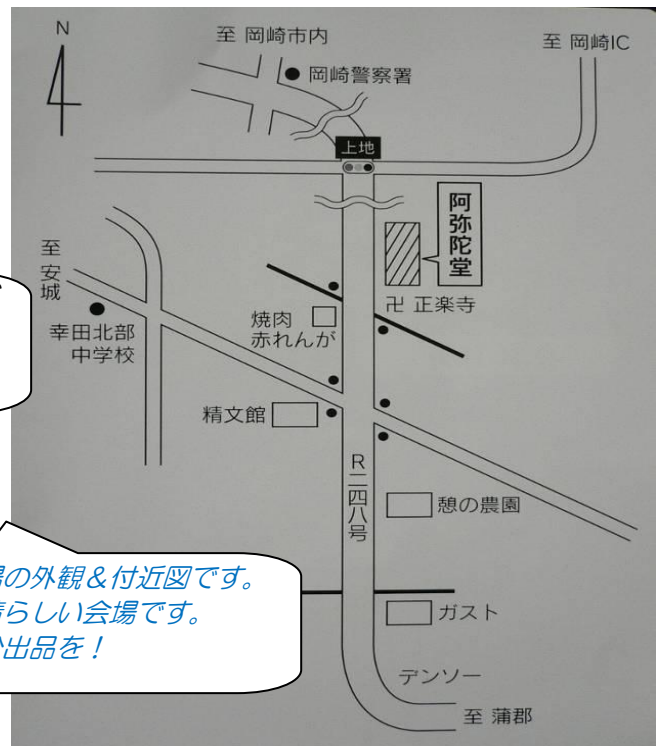 N
至 岡崎市内
至 岡崎IC
岡崎警察署
上地
阿弥陀堂
至 安城
卍 正楽寺
焼肉
赤れんが
幸田北部
中学校
精文館
R二四八号
憩の農園
場の外観＆付近図です。
晴らしい会場です。
出品を！
ガスト
デンソー
至 蒲郡